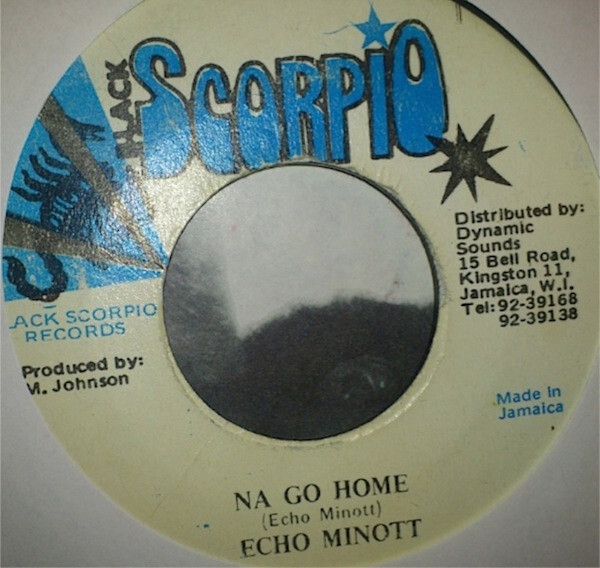 LACK
SCORPIO
ACK SCORPIO
RECORDS
Produced by:
M. Johnson
Distributed by:
Dynamic
Sounds
15 Bell Road,
Kingston 11,
Jamaica, W.I.
Tel: 92-39168
92-39138
Made In
Jamaica
NA GO HOME
(Echo Minott)
ECHO MINOTT